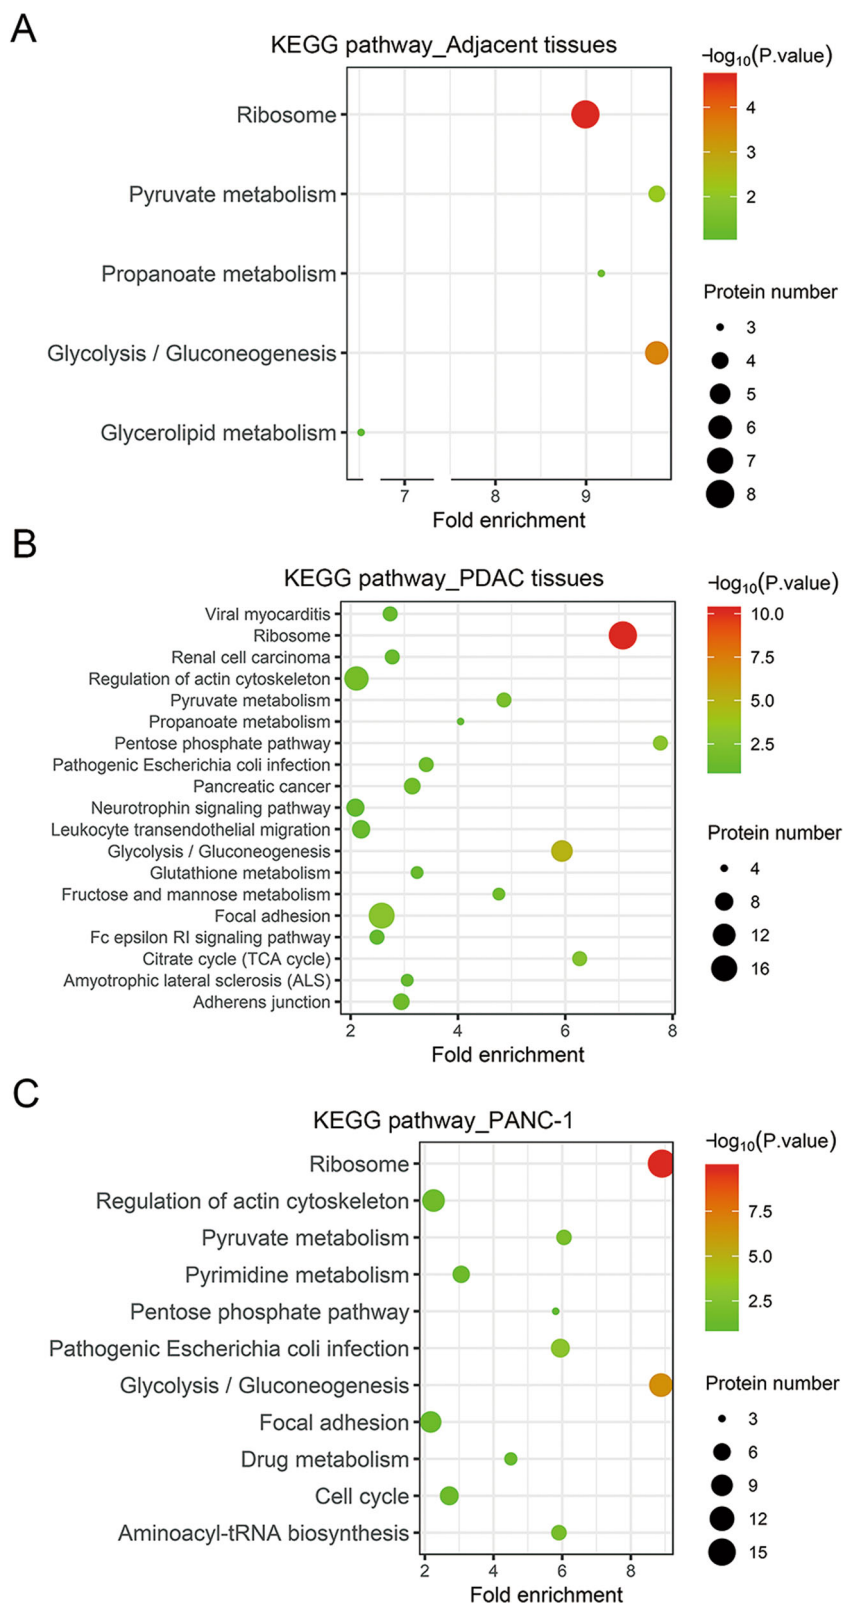 A
KEGG pathway_Adjacent tissues
Ribosome
Pyruvate metabolism
Propanoate metabolism
Glycolysis / Gluconeogenesis
Glycerolipid metabolism
7 8 9
Fold enrichment
-log10(P.value)
4
3
2
Protein number
3
4
5
6
7
8
B
KEGG pathway_PDAC tissues
Viral myocarditis
Ribosome
Renal cell carcinoma
Regulation of actin cytoskeleton
Pyruvate metabolism
Propanoate metabolism
Pentose phosphate pathway
Pathogenic Escherichia coli infection
Pancreatic cancer
Neurotrophin signaling pathway
Leukocyte transendothelial migration
Glycolysis / Gluconeogenesis
Glutathione metabolism
Fructose and mannose metabolism
Focal adhesion
Fc epsilon RI signaling pathway
Citrate cycle (TCA cycle)
Amyotrophic lateral sclerosis (ALS)
Adherens junction
2 4 6 8
Fold enrichment
-log10(P.value)
10.0
7.5
5.0
2.5
Protein number
4
8
12
16
C
KEGG pathway_PANC-1
Ribosome
Regulation of actin cytoskeleton
Pyruvate metabolism
Pyrimidine metabolism
Pentose phosphate pathway
Pathogenic Escherichia coli infection
Glycolysis / Gluconeogenesis
Focal adhesion
Drug metabolism
Cell cycle
Aminoacyl-tRNA biosynthesis
2 4 6 8
Fold enrichment
-log10(P.value)
7.5
5.0
2.5
Protein number
3
6
9
12
15